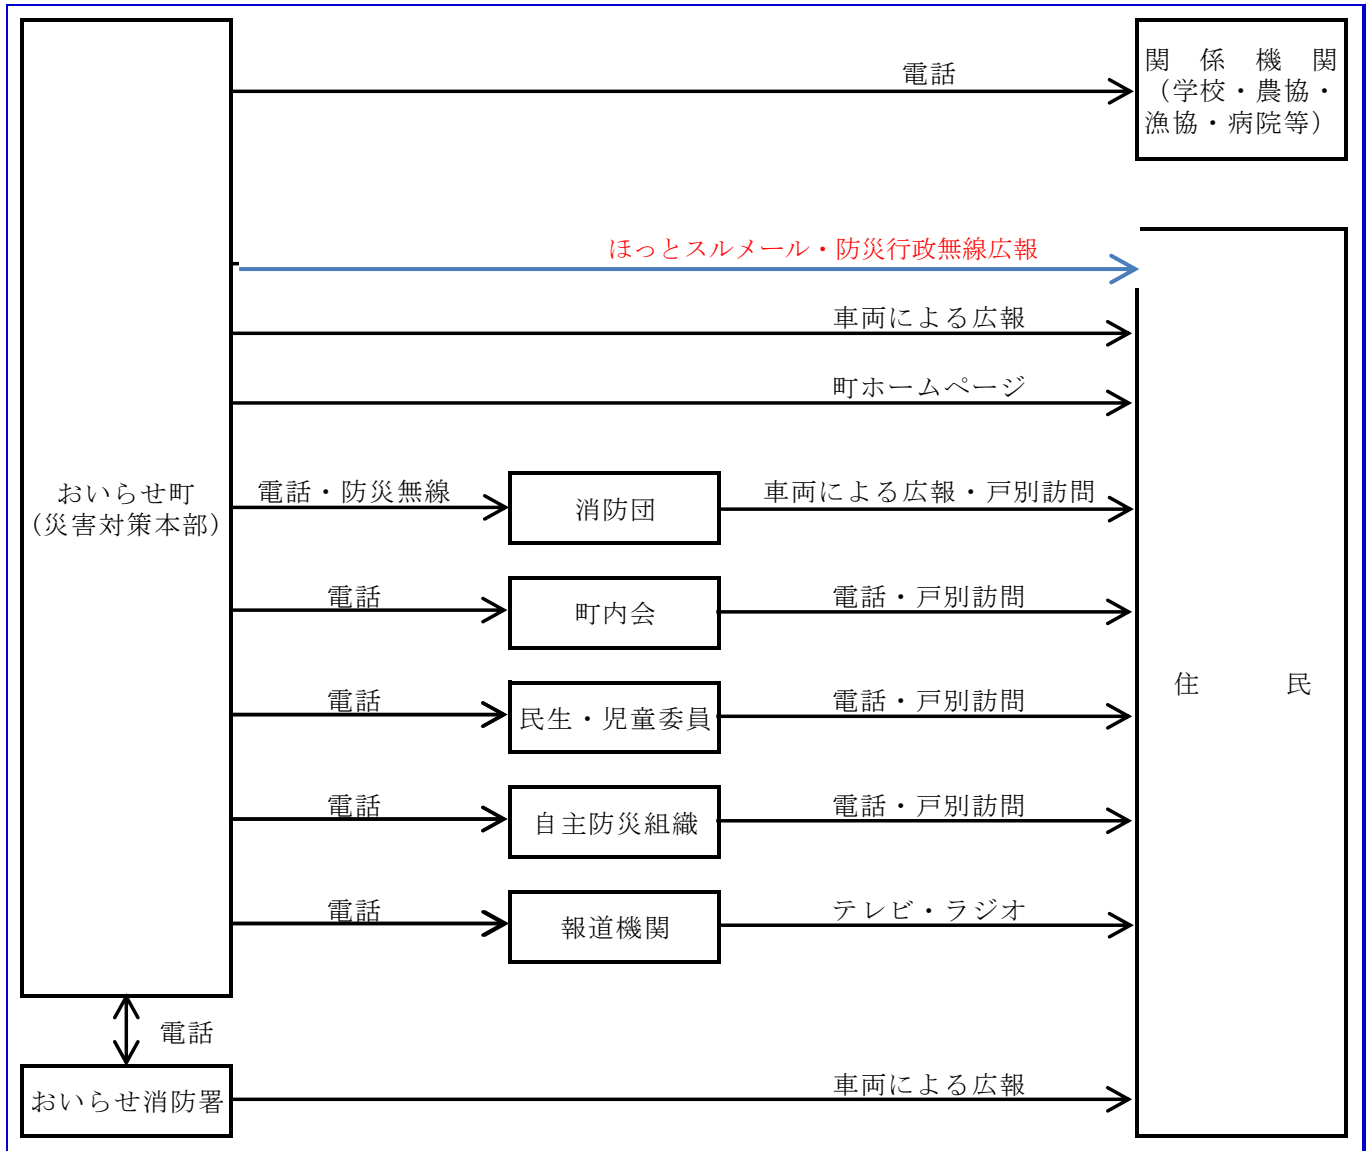 電話
関係機関
(学校・農協・
漁協・病院等)
ほっとスルメール・防災行政無線広報
車両による広報
町ホームページ
おいらせ町
(災害対策本部)
電話・防災無線
消防団
車両による広報・戸別訪問
電話
町内会
電話・戸別訪問
電話
民生・児童委員
電話・戸別訪問
住民
電話
自主防災組織
電話・戸別訪問
電話
報道機関
テレビ・ラジオ
電話
おいらせ消防署
車両による広報